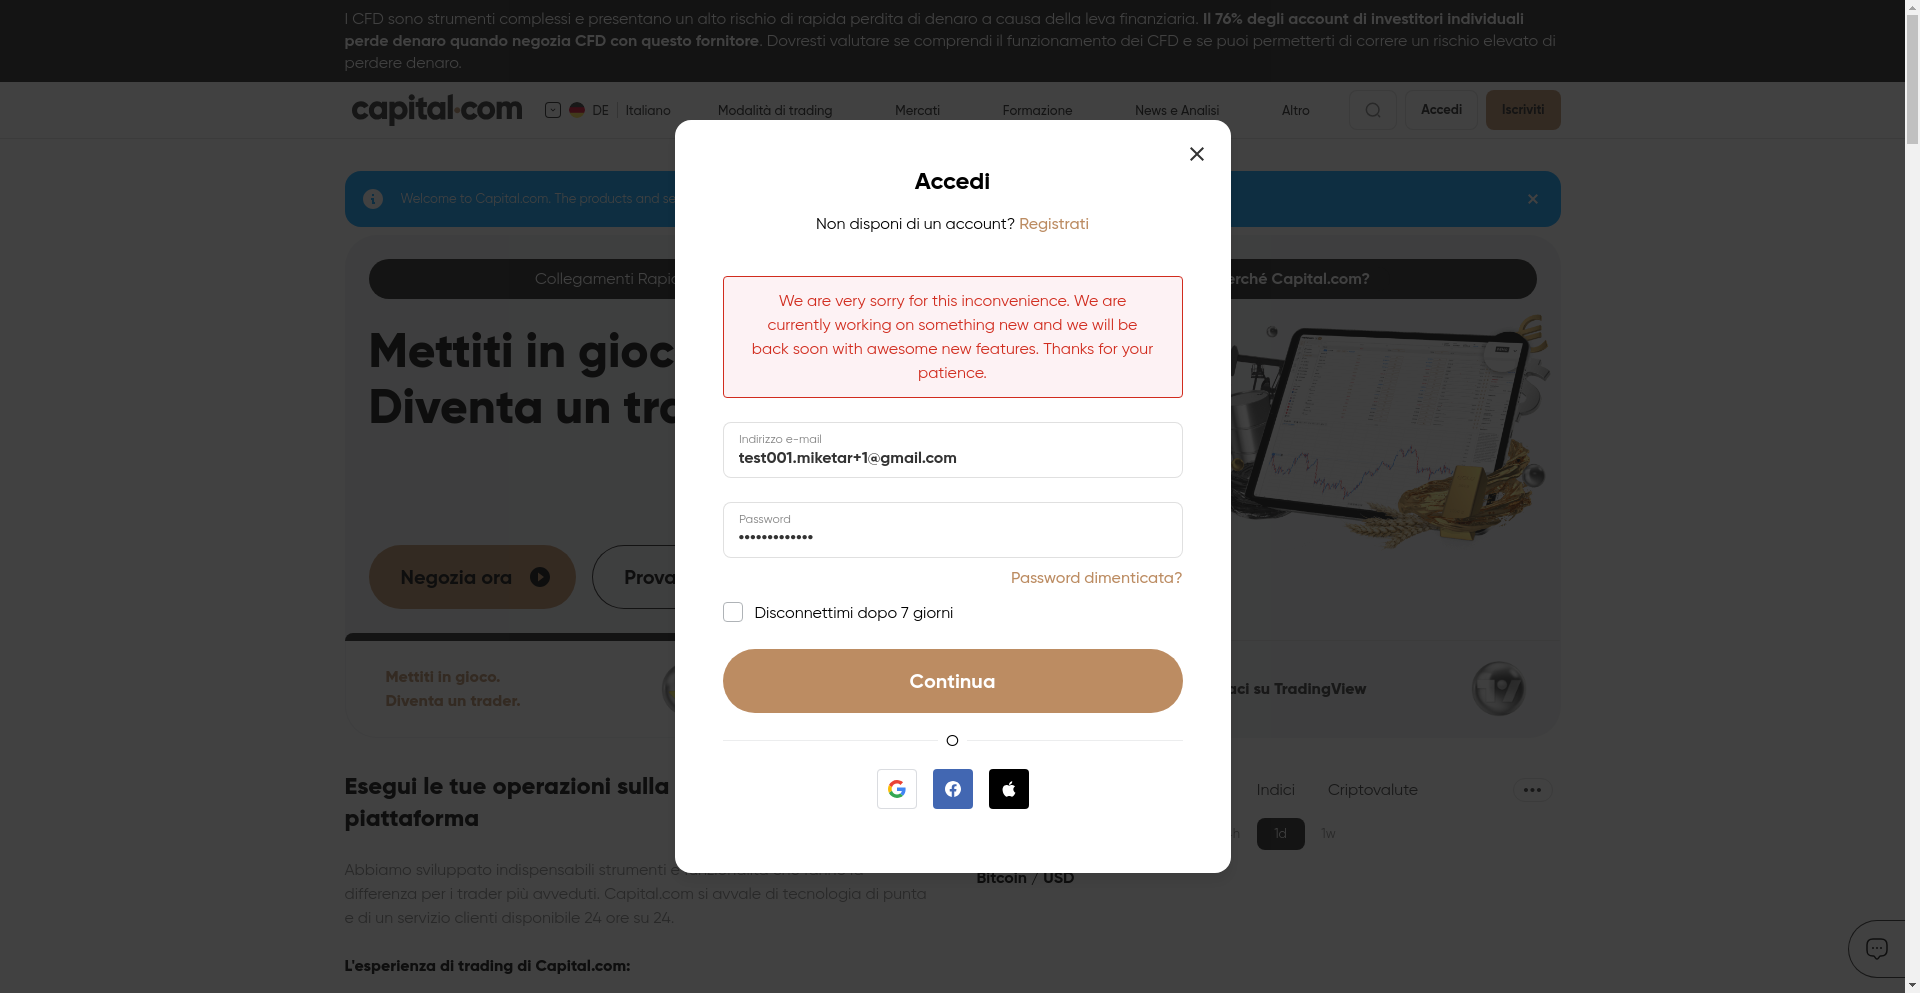 I CFD sono strumenti complessi e presentano un alto rischio di rapida perdita di denaro a causa della leva finanziaria. Il 76% degli account di investitori individuali
perde denaro quando negozia CFD con questo fornitore. Dovresti valutare se comprendi il funzionamento dei CFD e se puoi permetterti di correre un rischio elevato di
perdere denaro.
capital.com DE Italiano Modalità di trading Mercati Formazione News e Analisi Altro Accedi Iscriviti
Accedi
Welcome to Capital.com. The products and se
Non disponi di un account? Registrati
Collegamenti Rapid
erché Capital.com?
We are very sorry for this inconvenience. We are
currently working on something new and we will be
back soon with awesome new features. Thanks for your
patience.
Mettiti in gioc
Diventa un tra
Indirizzo e-mail
test001.miketar+1@gmail.com
Password
•••••••••••••
Password dimenticata?
Negozia ora
Prova
Disconnettimi dopo 7 giorni
Continua
Mettiti in gioco.
Diventa un trader.
aci su TradingView
O
Esegui le tue operazioni sulla
piattaforma
Indici Criptovalute
h 1d 1w
Abbiamo sviluppato indispensabili strumenti e
differenza per i trader più avveduti. Capital.com si avvale di tecnologia di punta
e di un servizio clienti disponibile 24 ore su 24.
Bitcoin / USD
L'esperienza di trading di Capital.com: